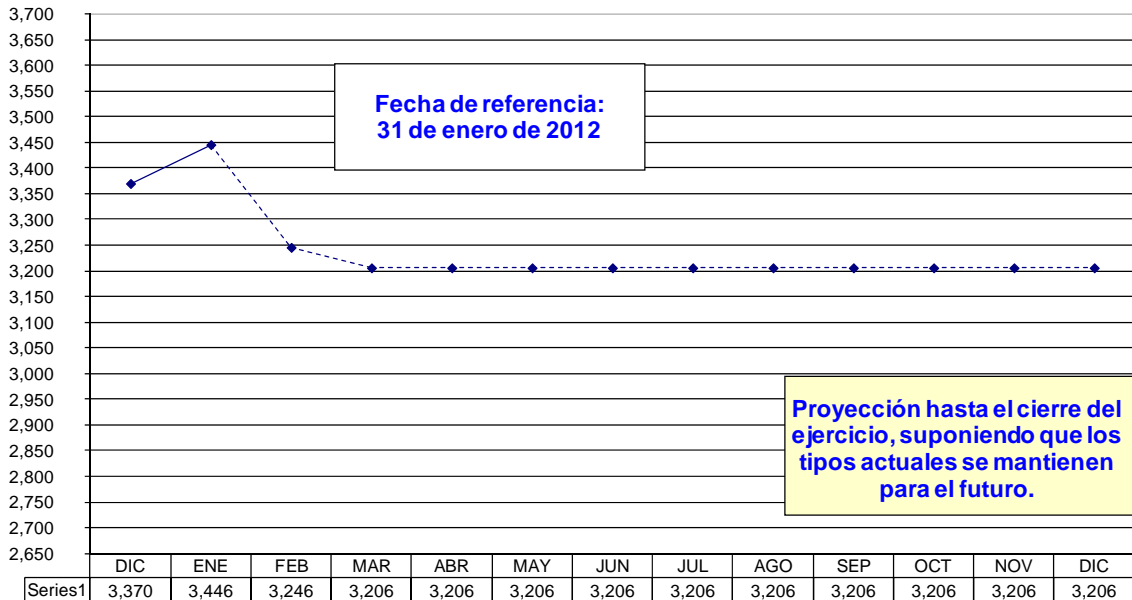 3,700
3,650
3,600
3,550
3,500
3,450
3,400
3,350
3,300
3,250
3,200
3,150
3,100
3,050
3,000
2,950
2,900
2,850
2,800
2,750
2,700
2,650
Fecha de referencia:
31 de enero de 2012
Proyección hasta el cierre del
ejercicio, suponiendo que los
tipos actuales se mantienen
para el futuro.
DIC ENE FEB MAR ABR MAY JUN JUL AGO SEP OCT NOV DIC
Series1 3,370 3,446 3,246 3,206 3,206 3,206 3,206 3,206 3,206 3,206 3,206 3,206 3,206